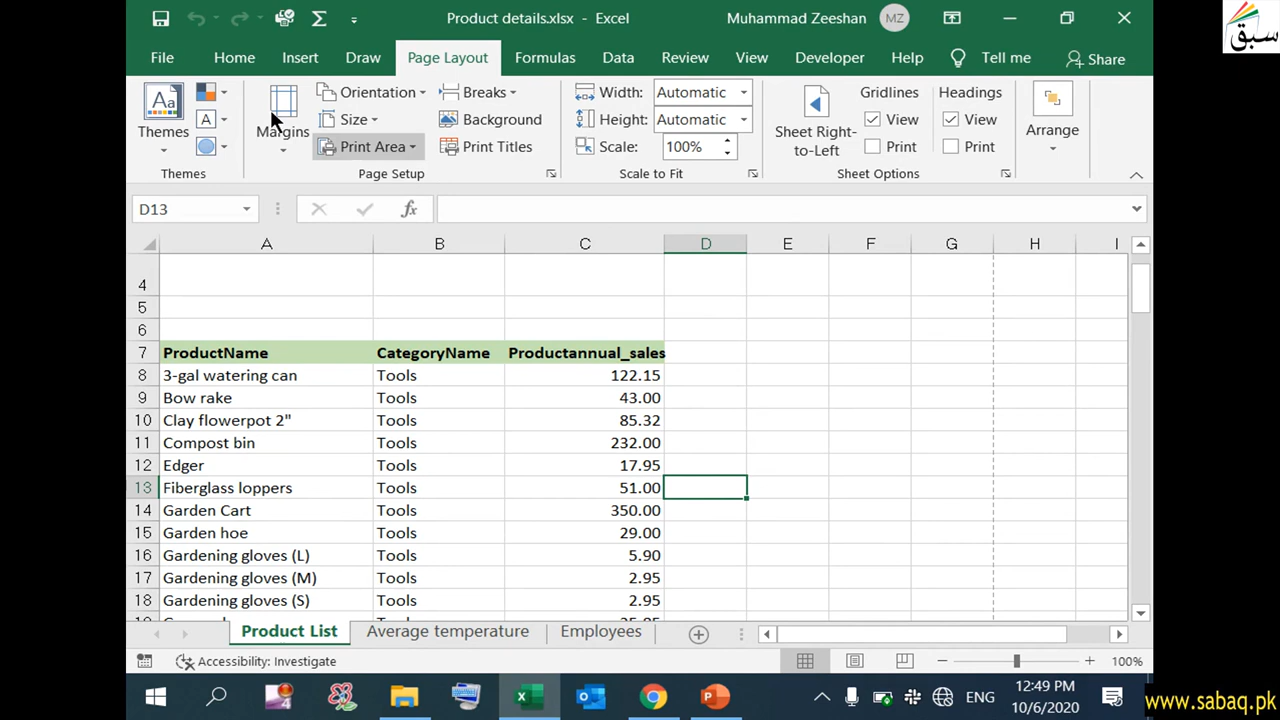 Product details.xlsx - Excel
Muhammad Zeeshan
MZ
سبق
File
Home
Insert
Draw
Page Layout
Formulas
Data
Review
View
Developer
Help
Tell me
Share
Aa
Themes
A
Margins
Orientation
Size
Print Area
Breaks
Background
Print Titles
Width:
Automatic
Height:
Automatic
Scale:
100%
Sheet Right-to-Left
Gridlines
View
Print
Headings
View
Print
Arrange
Themes
Page Setup
Scale to Fit
Sheet Options
D13
fx
A B C D E F G H I
4
5
6
7 ProductName CategoryName Productannual_sales
8 3-gal watering can Tools 122.15
9 Bow rake Tools 43.00
10 Clay flowerpot 2" Tools 85.32
11 Compost bin Tools 232.00
12 Edger Tools 17.95
13 Fiberglass loppers Tools 51.00
14 Garden Cart Tools 350.00
15 Garden hoe Tools 29.00
16 Gardening gloves (L) Tools 5.90
17 Gardening gloves (M) Tools 2.95
18 Gardening gloves (S) Tools 2.95
Product List
Average temperature
Employees
Accessibility: Investigate
100%
ENG
12:49 PM
10/6/2020
www.sabaq.pk